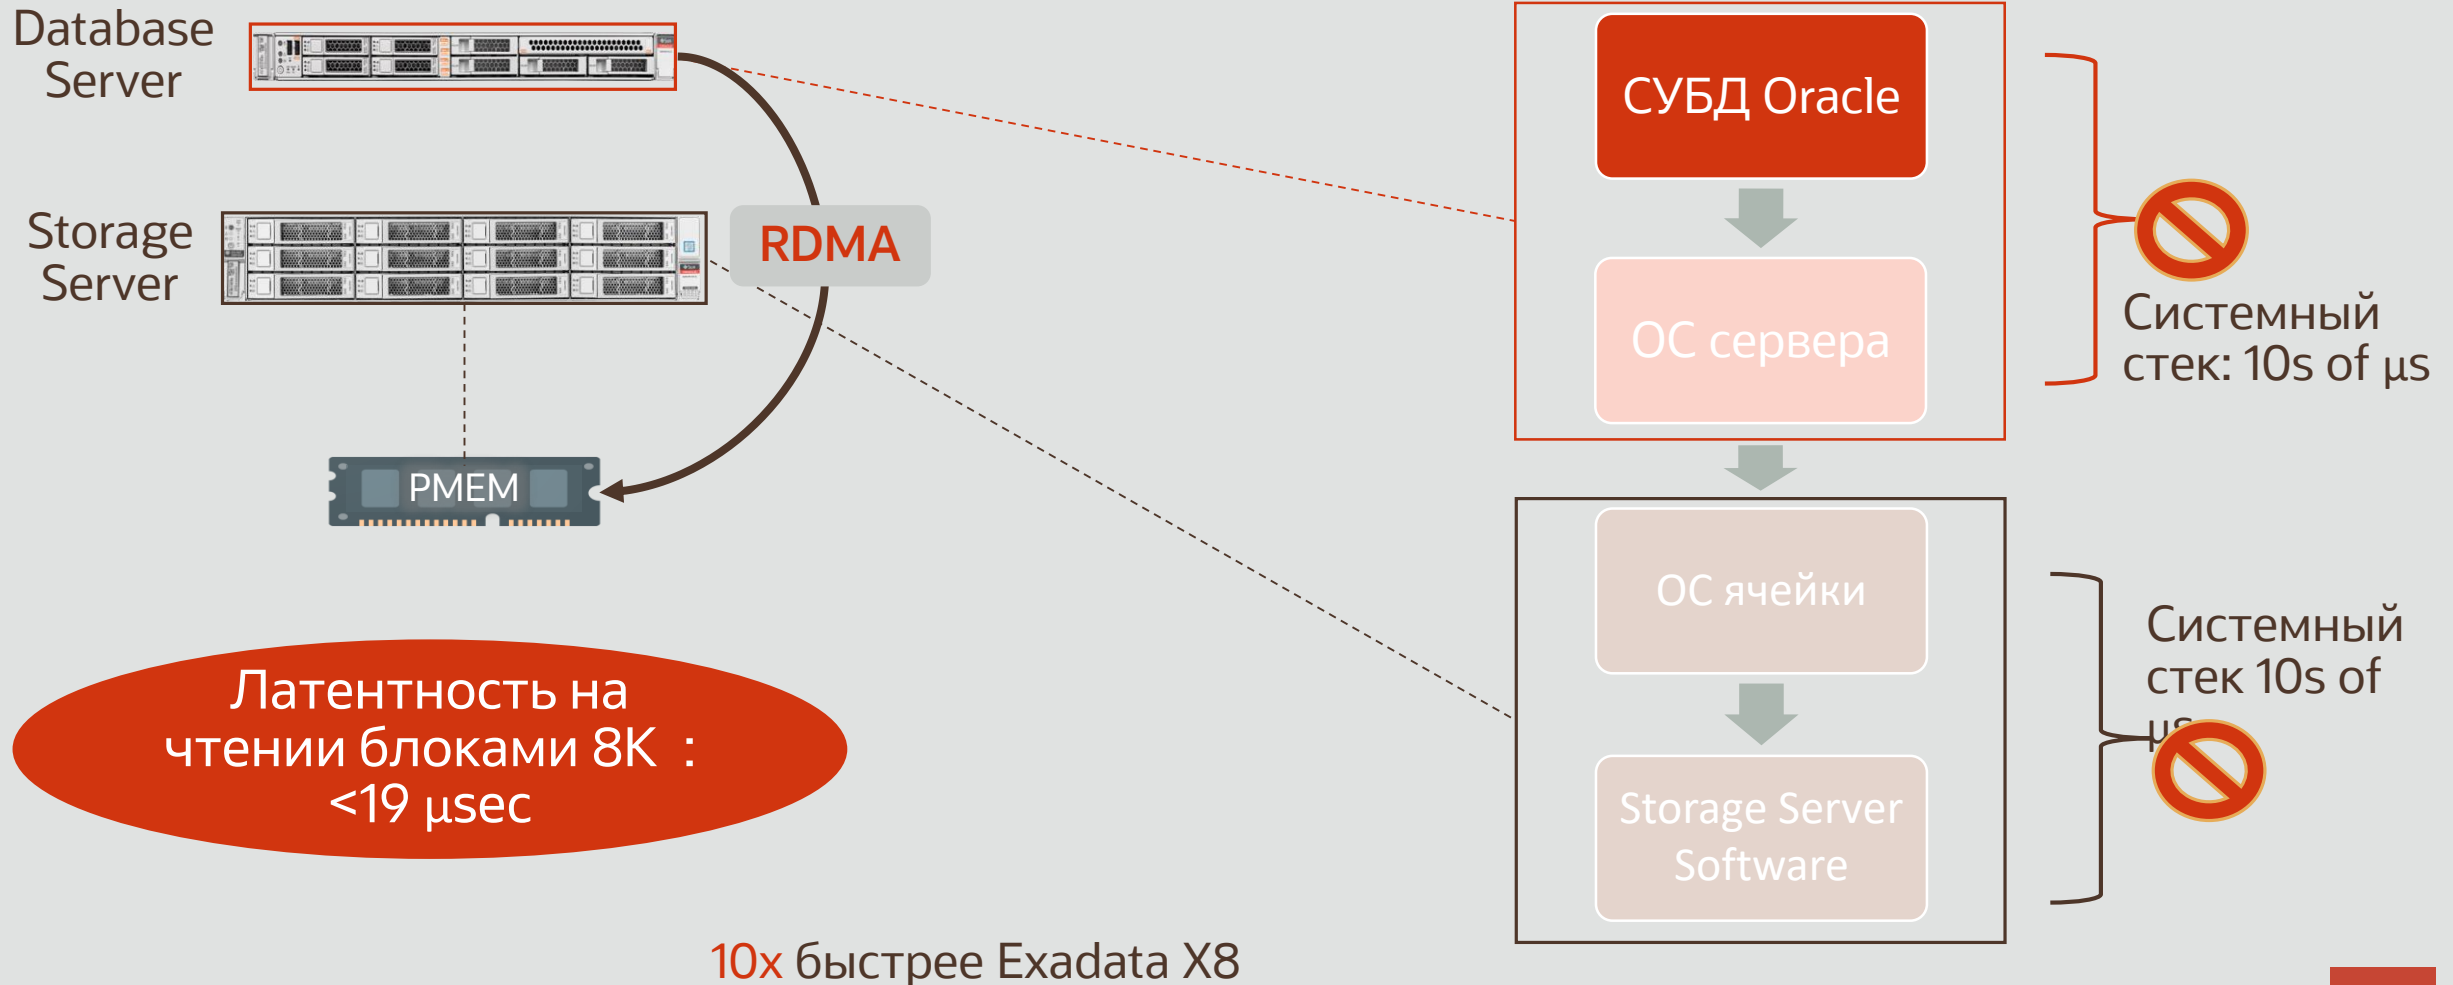 Database
Server
Storage
Server
RDMA
PMEM
Латентность на
чтении блоками 8K :
<19 µsec
10x быстрее Exadata X8
СУБД Oracle
ОС сервера
Системный
стек: 10s of µs
ОС ячейки
Storage Server
Software
Системный
стек 10s of
µs